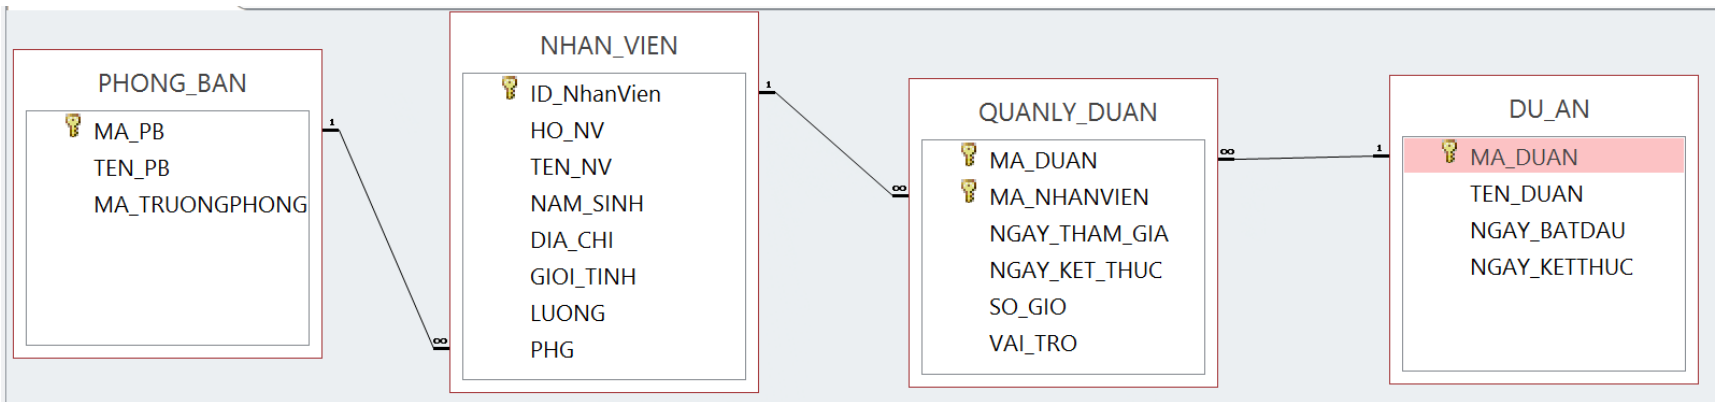 PHONG_BAN
MA_PB
TEN_PB
MA_TRUONGPHONG
1
∞
NHAN_VIEN
ID_NhanVien
HO_NV
TEN_NV
NAM_SINH
DIA_CHI
GIOI_TINH
LUONG
PHG
1
∞
QUANLY_DUAN
MA_DUAN
MA_NHANVIEN
NGAY_THAM_GIA
NGAY_KET_THUC
SO_GIO
VAI_TRO
∞
1
DU_AN
MA_DUAN
TEN_DUAN
NGAY_BATDAU
NGAY_KETTHUC